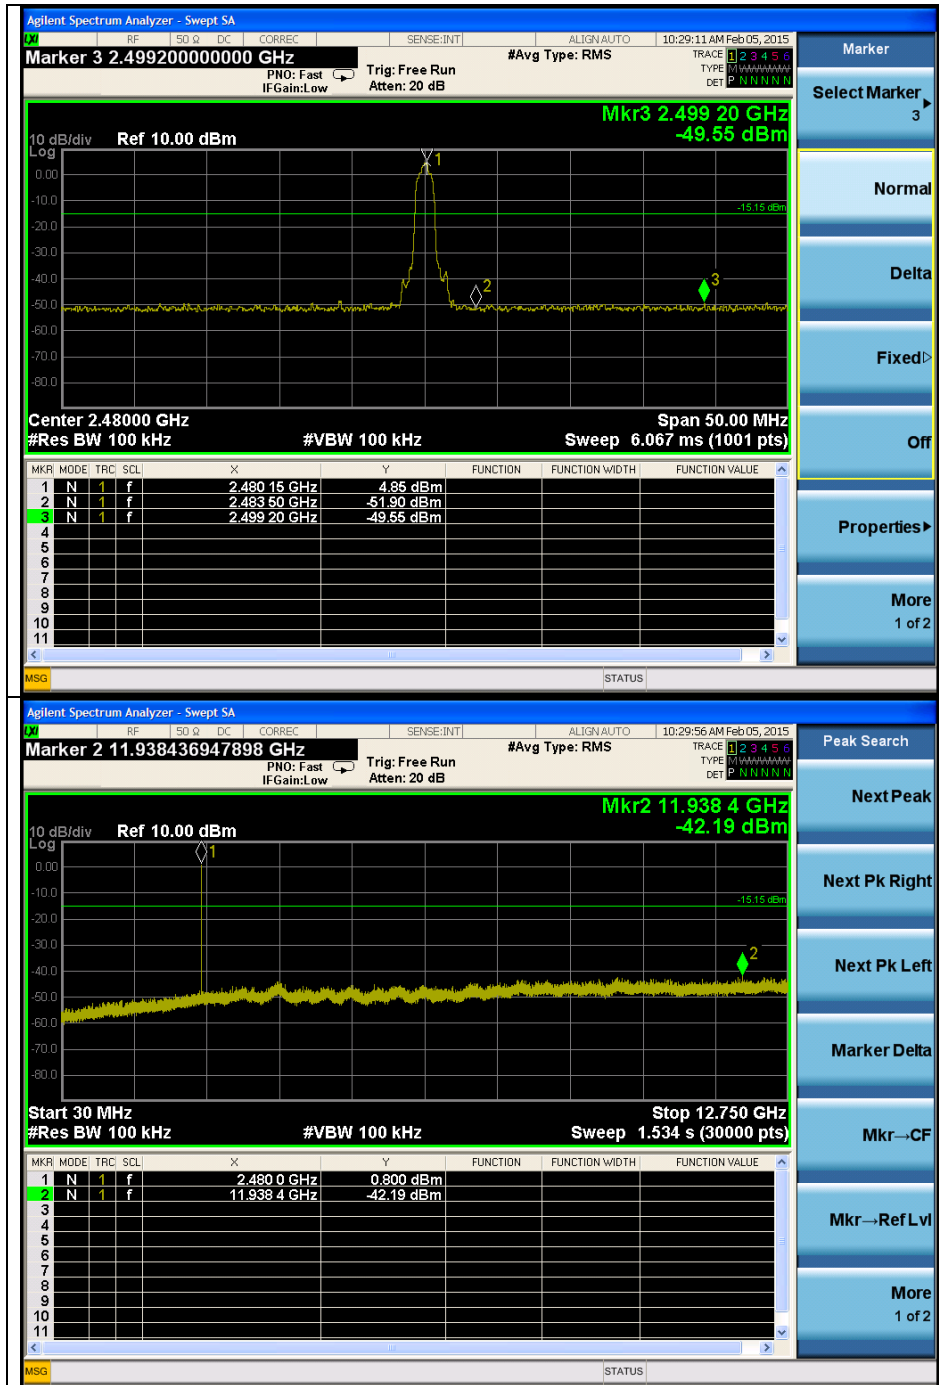 Agilent Spectrum Analyzer - Swept SA
LXI RF 50 Ω DC CORREC SENSE:INT ALIGN AUTO 10:29:11 AM Feb 05, 2015
Marker 3 2.499200000000 GHz
PNO: Fast
IFGain:Low
Trig: Free Run
Atten: 20 dB
#Avg Type: RMS
TRACE 1 2 3 4 5 6
TYPE M WWWWW
DET P N N N N N
Mkr3 2.499 20 GHz
-49.55 dBm
10 dB/div Ref 10.00 dBm
Log
0.00
-10.0
-20.0
-30.0
-40.0
-50.0
-60.0
-70.0
-80.0
1
-15.15 dBm
2
3
Center 2.48000 GHz Span 50.00 MHz
#Res BW 100 kHz #VBW 100 kHz Sweep 6.067 ms (1001 pts)
MKR MODE TRC SCL X Y FUNCTION FUNCTION WIDTH FUNCTION VALUE
1 N 1 f 2.480 15 GHz 4.85 dBm
2 N 1 f 2.483 50 GHz -51.90 dBm
3 N 1 f 2.499 20 GHz -49.55 dBm
4
5
6
7
8
9
10
11
MSG STATUS
Marker
Select Marker
3
Normal
Delta
Fixed
Off
Properties
More
1 of 2
Agilent Spectrum Analyzer - Swept SA
LXI RF 50 Ω DC CORREC SENSE:INT ALIGN AUTO 10:29:56 AM Feb 05, 2015
Marker 2 11.938436947898 GHz
PNO: Fast
IFGain:Low
Trig: Free Run
Atten: 20 dB
#Avg Type: RMS
TRACE 1 2 3 4 5 6
TYPE M WWWWW
DET P N N N N N
Mkr2 11.938 4 GHz
-42.19 dBm
10 dB/div Ref 10.00 dBm
Log
0.00
-10.0
-20.0
-30.0
-40.0
-50.0
-60.0
-70.0
-80.0
1
-15.15 dBm
2
Start 30 MHz Stop 12.750 GHz
#Res BW 100 kHz #VBW 100 kHz Sweep 1.534 s (30000 pts)
MKR MODE TRC SCL X Y FUNCTION FUNCTION WIDTH FUNCTION VALUE
1 N 1 f 2.480 0 GHz 0.800 dBm
2 N 1 f 11.938 4 GHz -42.19 dBm
3
4
5
6
7
8
9
10
11
MSG STATUS
Peak Search
Next Peak
Next Pk Right
Next Pk Left
Marker Delta
Mkr→CF
Mkr→Ref Lvl
More
1 of 2